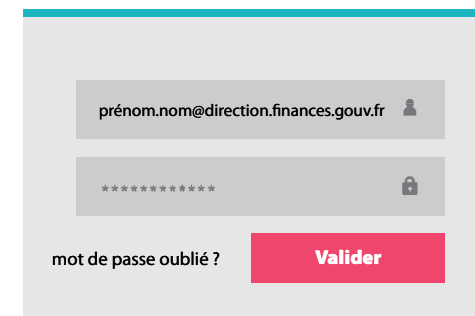 prénom.nom@direction.finances.gouv.fr
************
mot de passe oublié ?
Valider